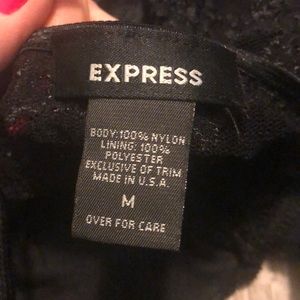 EXPRESS
BODY: 100% NYLON
LINING: 100%
POLYESTER
EXCLUSIVE OF TRIM
MADE IN U.S.A.
M
OVER FOR CARE